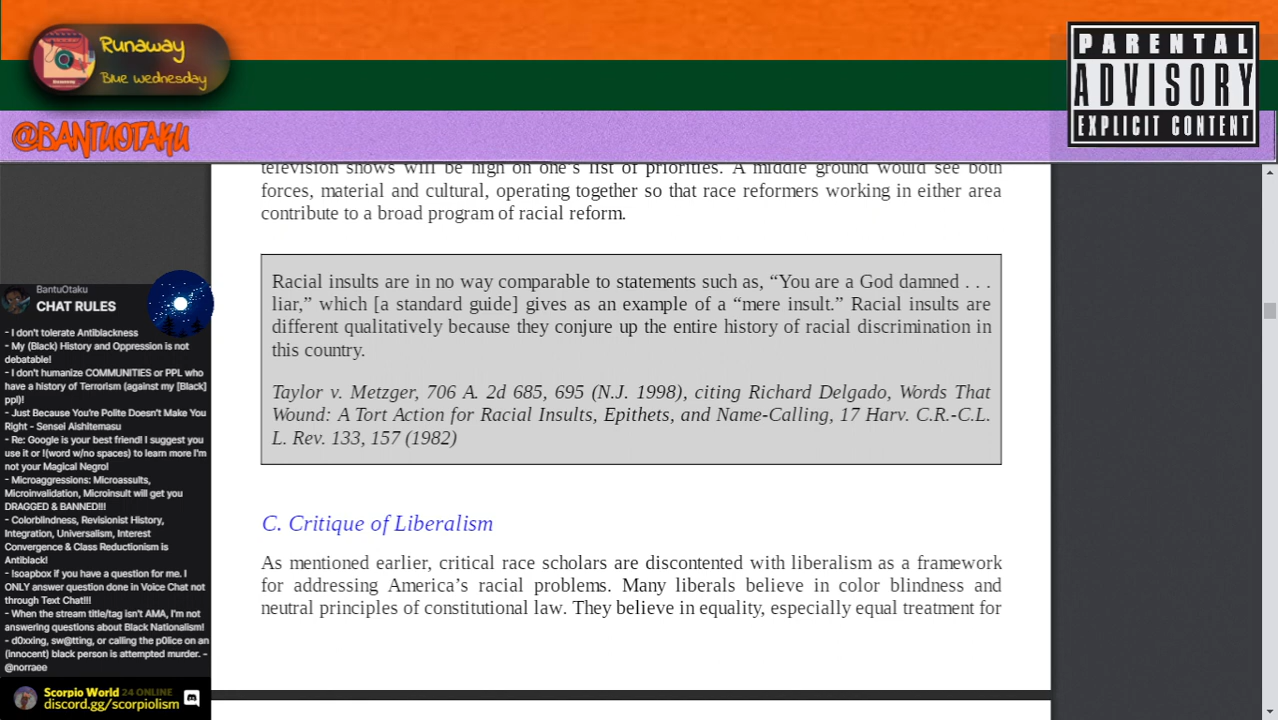 Runaway
Blue wednesday
PARENTAL
ADVISORY
EXPLICIT CONTENT
@BANTUOTAKU
television shows will be high on one's list of priorities. A middle ground would see both
forces, material and cultural, operating together so that race reformers working in either area
contribute to a broad program of racial reform.
Racial insults are in no way comparable to statements such as, “You are a God damned . . .
liar,” which [a standard guide] gives as an example of a “mere insult.” Racial insults are
different qualitatively because they conjure up the entire history of racial discrimination in
this country.
Taylor v. Metzger, 706 A. 2d 685, 695 (N.J. 1998), citing Richard Delgado, Words That
Wound: A Tort Action for Racial Insults, Epithets, and Name-Calling, 17 Harv. C.R.-C.L.
L. Rev. 133, 157 (1982)
C. Critique of Liberalism
As mentioned earlier, critical race scholars are discontented with liberalism as a framework
for addressing America’s racial problems. Many liberals believe in color blindness and
neutral principles of constitutional law. They believe in equality, especially equal treatment for
BantuOtaku
CHAT RULES
- I don't tolerate Antiblackness
- My (Black) History and Oppression is not
debatable!
- I don't humanize COMMUNITIES or PPL who
have a history of Terrorism (against my [Black]
ppl)!
- Just Because You're Polite Doesn't Make You
Right - Sensei Aishitemasu
- Re: Google is your best friend! I suggest you
use it or !(word w/no spaces) to learn more I'm
not your Magical Negro!
- Microaggressions: Microassults,
Microinvalidation, Microinsult will get you
DRAGGED & BANNED!!!
- Colorblindness, Revisionist History,
Integration, Universalism, Interest
Convergence & Class Reductionism is
Antiblack!
- !soapbox if you have a question for me. I
ONLY answer question done in Voice Chat not
through Text Chat!!!
- When the stream title/tag isn't AMA, I'm not
answering questions about Black Nationalism!
- d0xxing, sw@tting, or calling the p0lice on an
(innocent) black person is attempted murder. -
@norraee
Scorpio World 24 ONLINE
discord.gg/scorpiolism